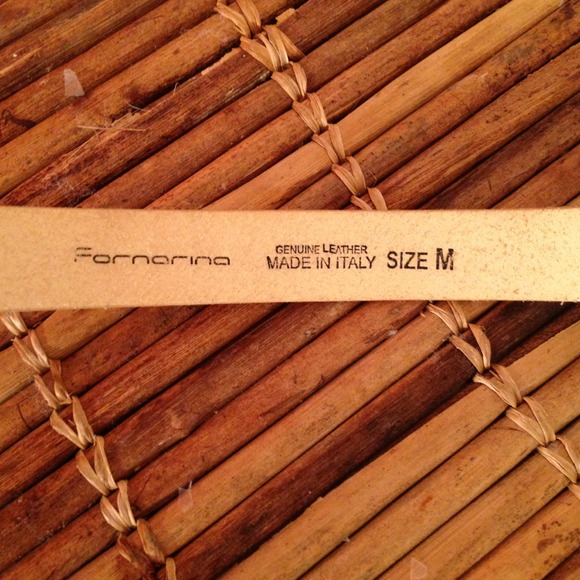 Fornarina
GENUINE LEATHER
MADE IN ITALY
SIZE M